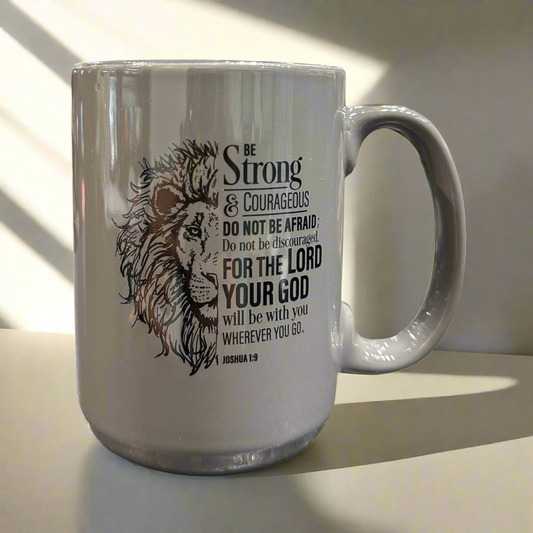 BE
Strong
& COURAGEOUS
DO NOT BE AFRAID;
Do not be discouraged.
FOR THE LORD
YOUR GOD
will be with you
WHEREVER YOU GO.
JOSHUA 1:9